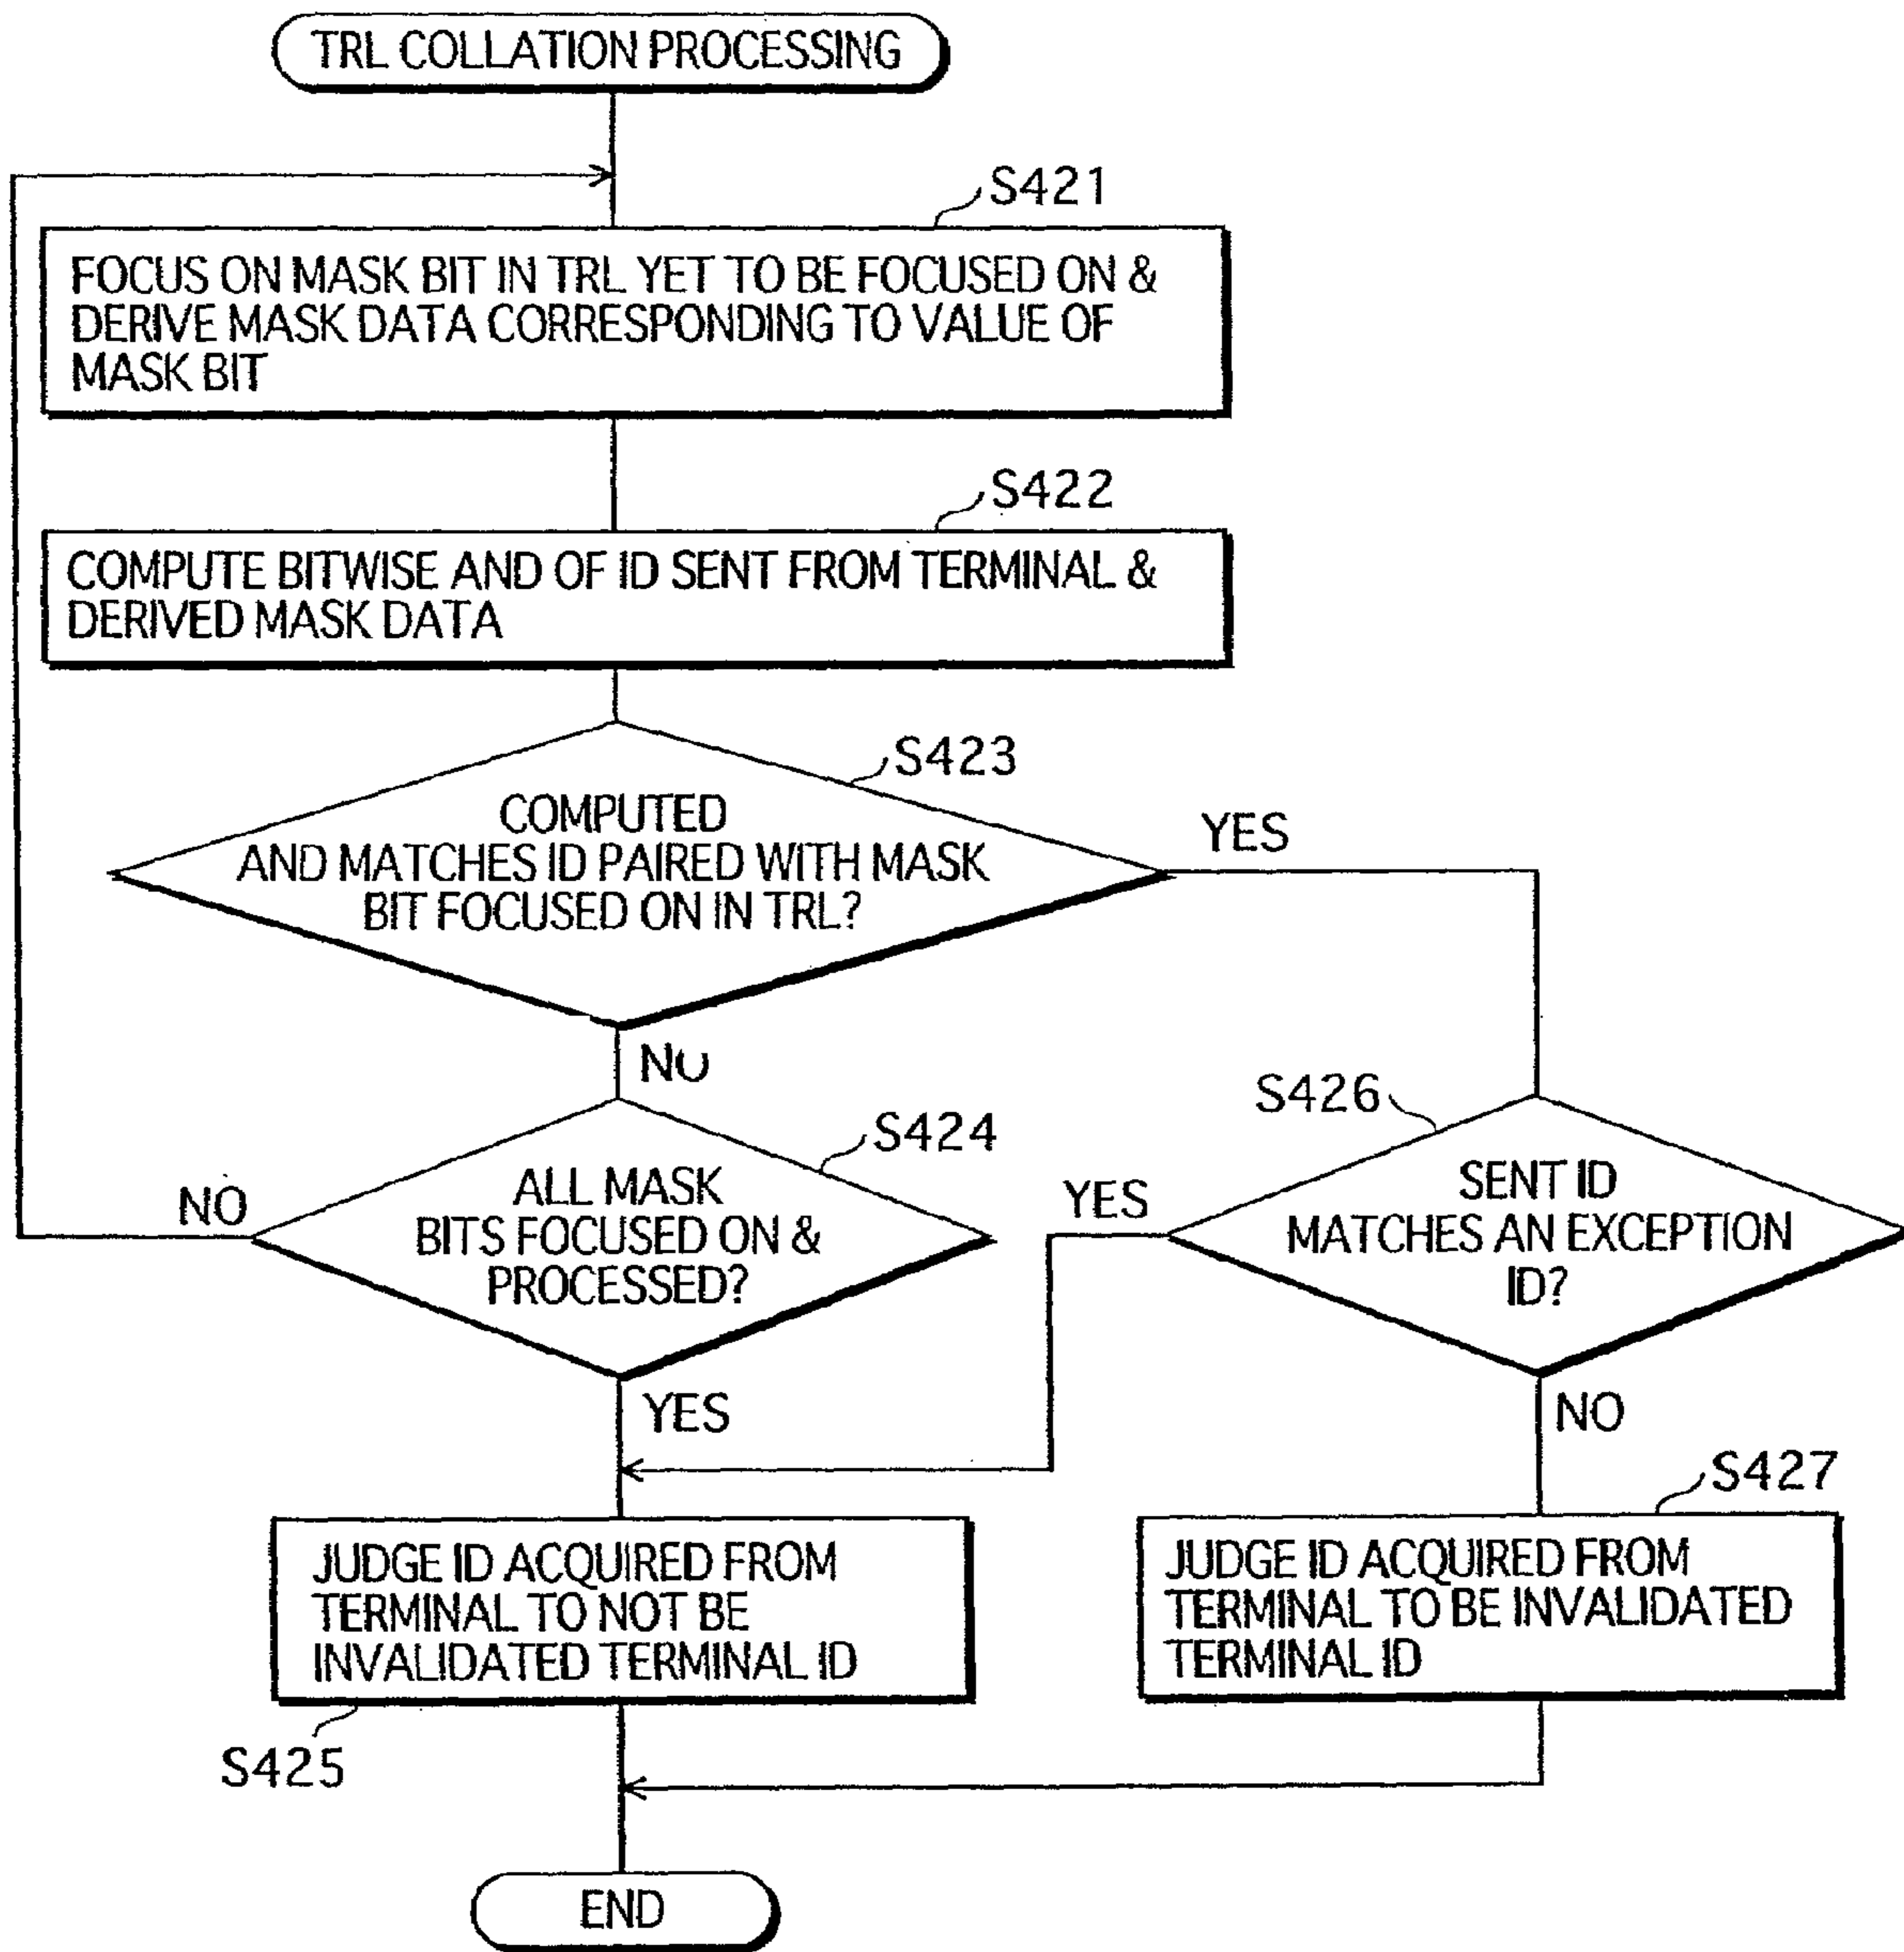 TRL COLLATION PROCESSING
S421
FOCUS ON MASK BIT IN TRL YET TO BE FOCUSED ON &
DERIVE MASK DATA CORRESPONDING TO VALUE OF
MASK BIT
S422
COMPUTE BITWISE AND OF ID SENT FROM TERMINAL &
DERIVED MASK DATA
S423
COMPUTED
AND MATCHES ID PAIRED WITH MASK
BIT FOCUSED ON IN TRL?
YES
NO
S424
ALL MASK
BITS FOCUSED ON &
PROCESSED?
NO
YES
S426
SENT ID
MATCHES AN EXCEPTION
ID?
YES
NO
JUDGE ID ACQUIRED FROM
TERMINAL TO NOT BE
INVALIDATED TERMINAL ID
S425
S427
JUDGE ID ACQUIRED FROM
TERMINAL TO BE INVALIDATED
TERMINAL ID
END